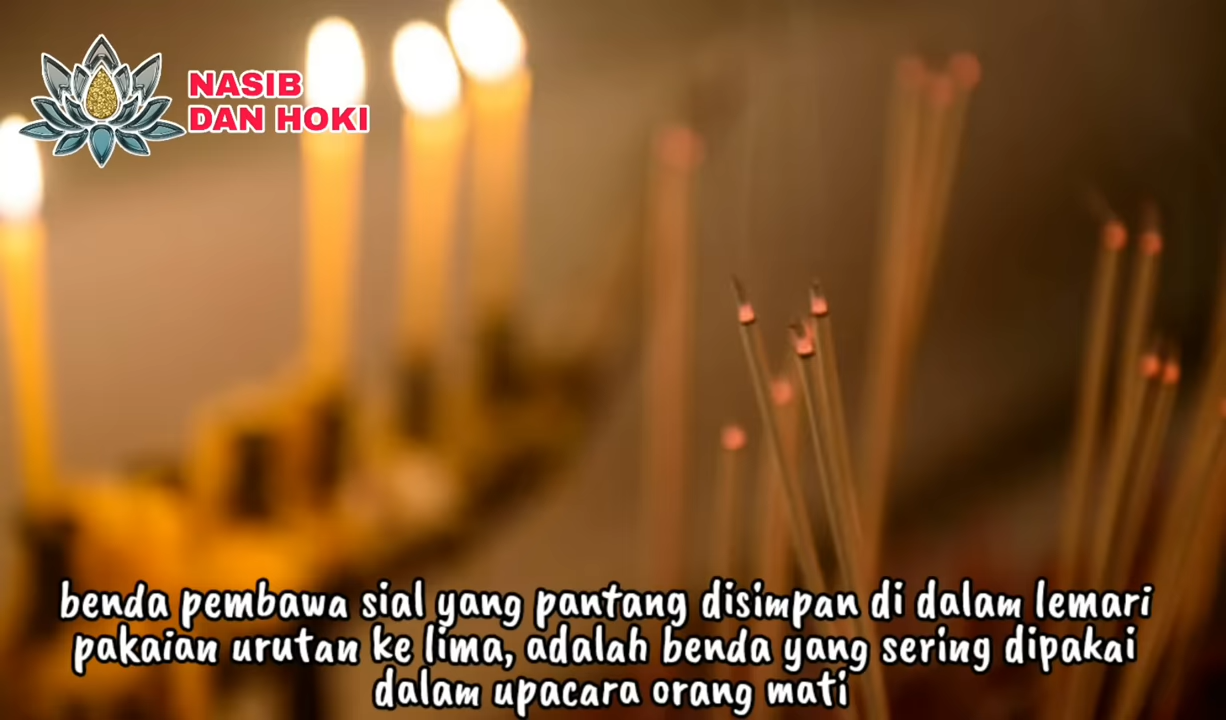 NASIB
DAN HOKI
benda pembawa sial yang pantang disimpan di dalam lemari
pakaian urutan ke lima, adalah benda yang sering dipakai
dalam upacara orang mati